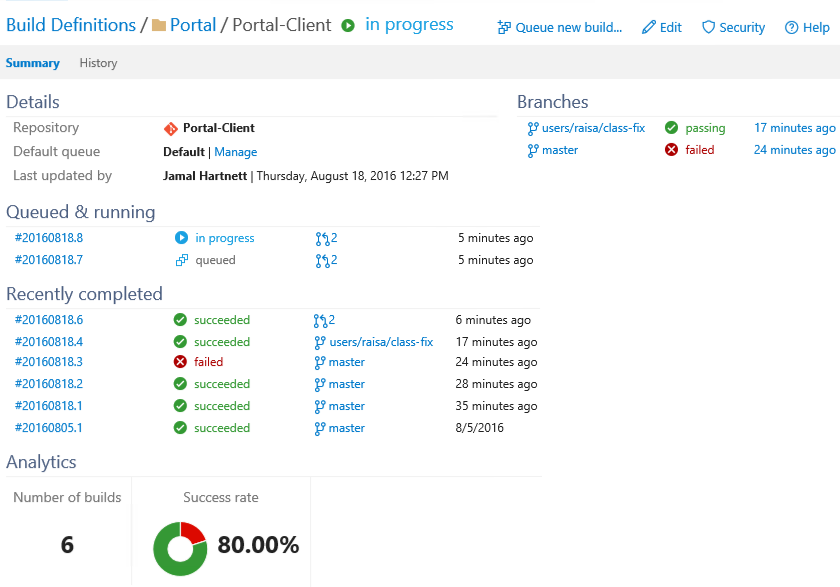 Build Definitions / Portal / Portal-Client in progress
Queue new build... Edit Security Help
Summary History
Details
Repository Portal-Client
Default queue Default | Manage
Last updated by Jamal Hartnett | Thursday, August 18, 2016 12:27 PM
Branches
users/raisa/class-fix passing 17 minutes ago
master failed 24 minutes ago
Queued & running
#20160818.8 in progress 2 5 minutes ago
#20160818.7 queued 2 5 minutes ago
Recently completed
#20160818.6 succeeded 2 6 minutes ago
#20160818.4 succeeded users/raisa/class-fix 17 minutes ago
#20160818.3 failed master 24 minutes ago
#20160818.2 succeeded master 28 minutes ago
#20160818.1 succeeded master 35 minutes ago
#20160805.1 succeeded master 8/5/2016
Analytics
Number of builds Success rate
6 80.00%